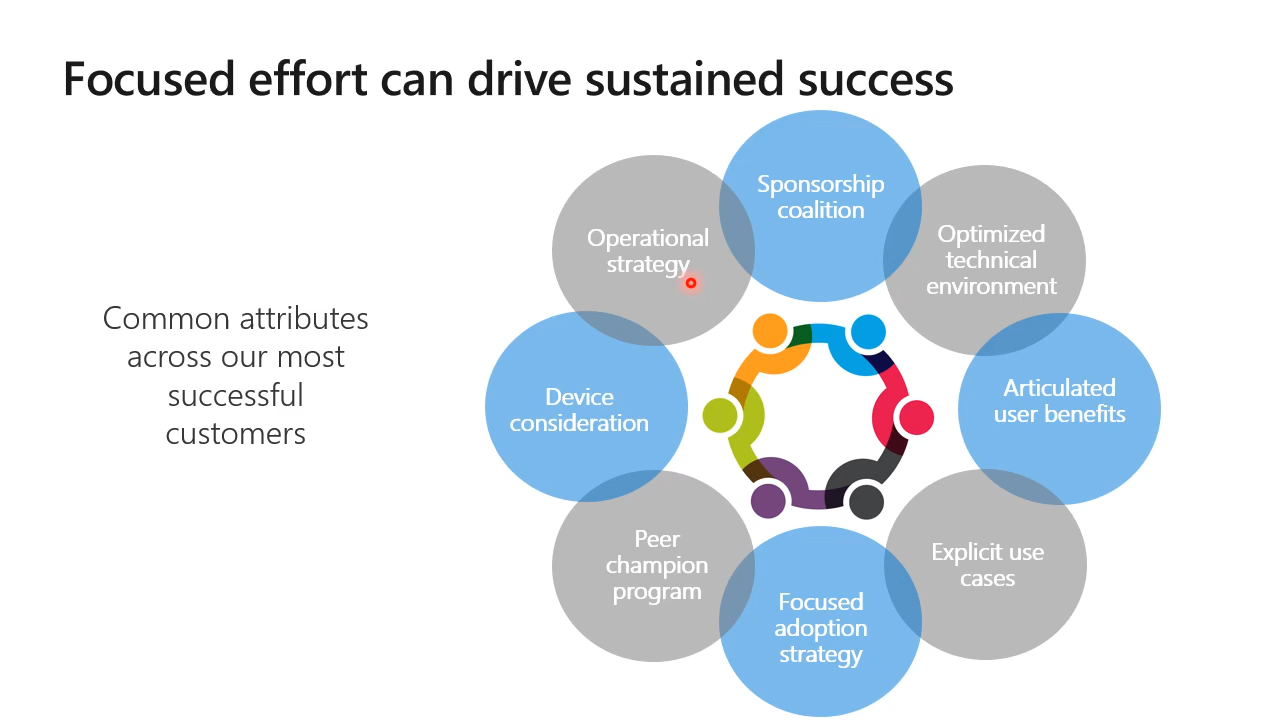 Focused effort can drive sustained success
Common attributes
across our most
successful
customers
Sponsorship
coalition
Optimized
technical
environment
Articulated
user benefits
Explicit use
cases
Focused
adoption
strategy
Peer
champion
program
Device
consideration
Operational
strategy